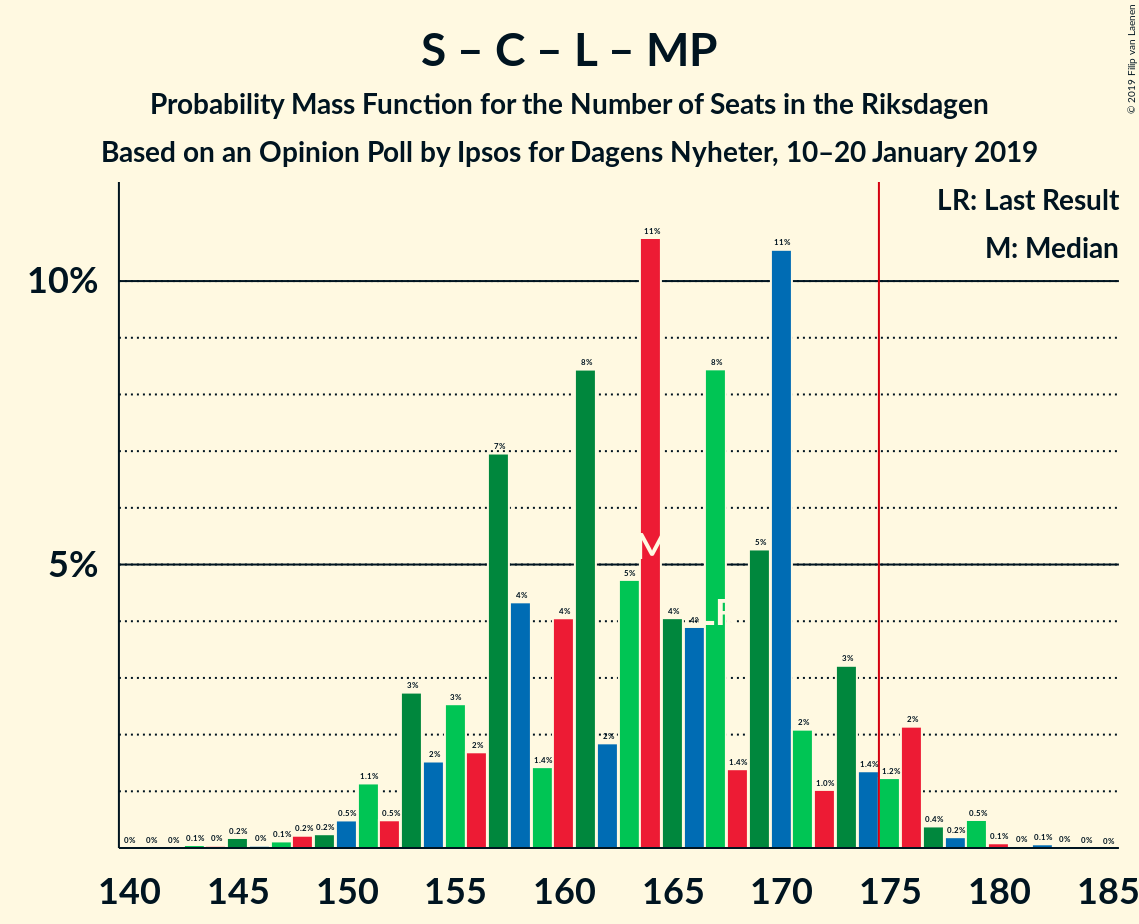 S – C – L – MP
Probability Mass Function for the Number of Seats in the Riksdagen
Based on an Opinion Poll by Ipsos for Dagens Nyheter, 10–20 January 2019
© 2019 Filip van Laenen
LR: Last Result
M: Median
10%
5%
0% 0% 0% 0.1% 0% 0.2% 0% 0.1% 0.2% 0.2% 0.5% 1.1% 0.5% 3% 2% 3% 2% 7% 4% 1.4% 4% 8% 2% 5% 11% 4% 4% 8% 1.4% 5% 11% 2% 1.0% 3% 1.4% 1.2% 2% 0.4% 0.2% 0.5% 0.1% 0% 0.1% 0% 0% 0%
M
LR
140 145 150 155 160 165 170 175 180 185